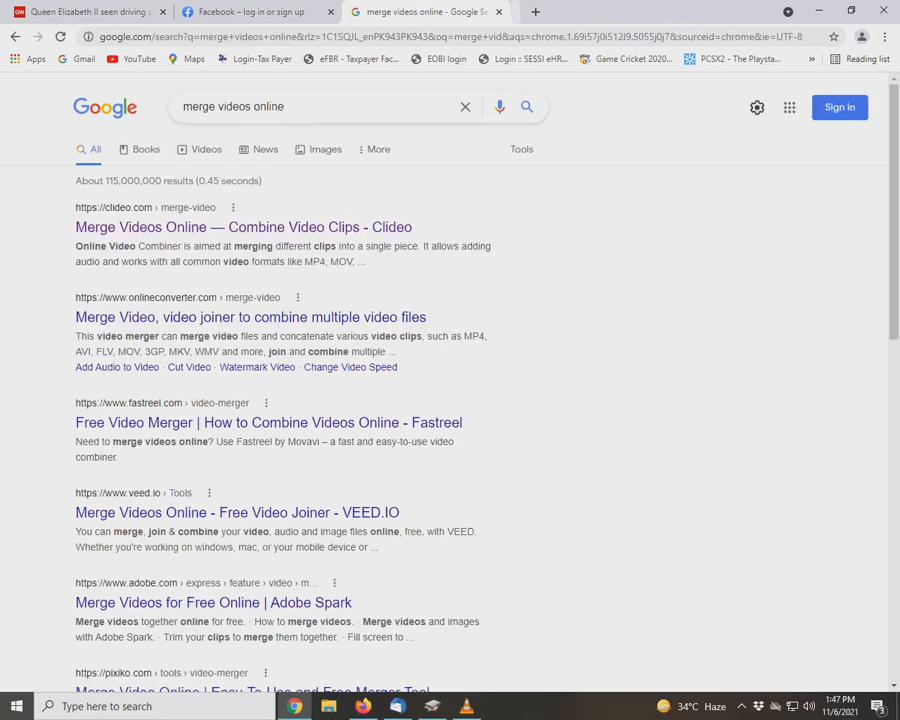 Queen Elizabeth II seen driving c
Facebook – log in or sign up
merge videos online - Google Se
google.com/search?q=merge+videos+online&rlz=1C1SQJL_enPK943PK943&oq=merge+vid&aqs=chrome.1.69i57j0i512l9.5055j0j7&sourceid=chrome&ie=UTF-8
Apps
Gmail
YouTube
Maps
Login-Tax Payer
eFBR - Taxpayer Fac...
EOBI login
Login : SESSI eHR...
Game Cricket 2020...
PCSX2 - The Playsta...
Reading list
Google
merge videos online
Sign in
All
Books
Videos
News
Images
More
Tools
About 115,000,000 results (0.45 seconds)
https://clideo.com › merge-video
Merge Videos Online — Combine Video Clips - Clideo
Online Video Combiner is aimed at merging different clips into a single piece. It allows adding
audio and works with all common video formats like MP4, MOV, ...
https://www.onlineconverter.com › merge-video
Merge Video, video joiner to combine multiple video files
This video merger can merge video files and concatenate various video clips, such as MP4,
AVI, FLV, MOV, 3GP, MKV, WMV and more, join and combine multiple ...
Add Audio to Video · Cut Video · Watermark Video · Change Video Speed
https://www.fastreel.com › video-merger
Free Video Merger | How to Combine Videos Online - Fastreel
Need to merge videos online? Use Fastreel by Movavi – a fast and easy-to-use video
combiner.
https://www.veed.io › Tools
Merge Videos Online - Free Video Joiner - VEED.IO
You can merge, join & combine your video, audio and image files online, free, with VEED.
Whether you're working on windows, mac, or your mobile device or ...
https://www.adobe.com › express › feature › video › m...
Merge Videos for Free Online | Adobe Spark
Merge videos together online for free. · How to merge videos. · Merge videos and images
with Adobe Spark. · Trim your clips to merge them together. · Fill screen to ...
https://pixiko.com › tools › video-merger
Merge Video Online | Easy To Use and Free Merger Tool
Type here to search
34°C Haze
1:47 PM
11/6/2021
3